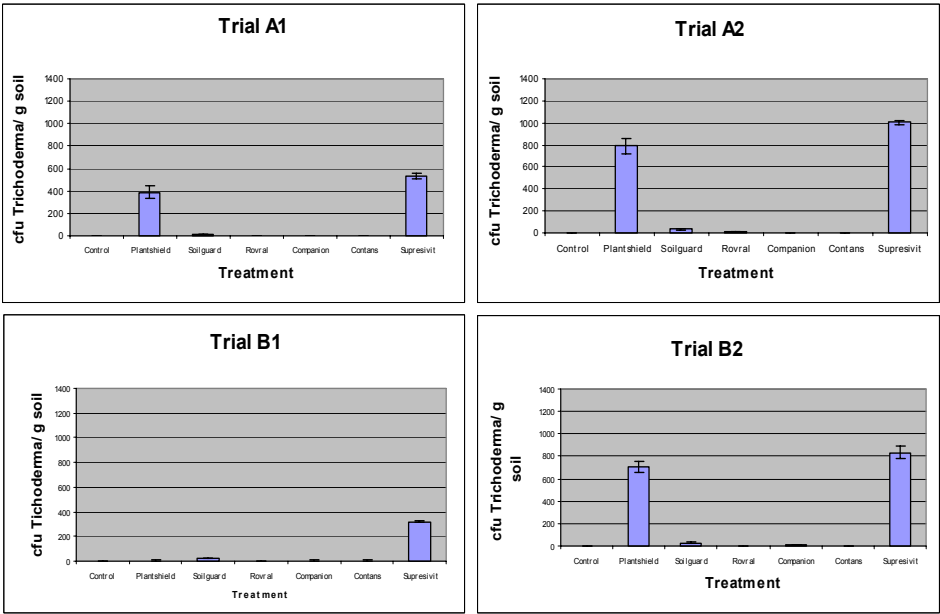 Trial A1
cfu Trichoderma/ g soil
1400
1200
1000
800
600
400
200
0
Control Plantshield Soilguard Rovral Companion Contans Supresivit
Treatment
Trial A2
cfu Trichoderma/ g soil
1400
1200
1000
800
600
400
200
0
Control Plantshield Soilguard Rovral Companion Contans Supresivit
Treatment
Trial B1
cfu Tichoderma/ g soil
1400
1200
1000
800
600
400
200
0
Control Plantshield Soilguard Rovral Companion Contans Supresivit
Treatment
Trial B2
cfu Trichoderma/ g
soil
1400
1200
1000
800
600
400
200
0
Control Plantshield Soilguard Rovral Companion Contans Supresivit
Treatment